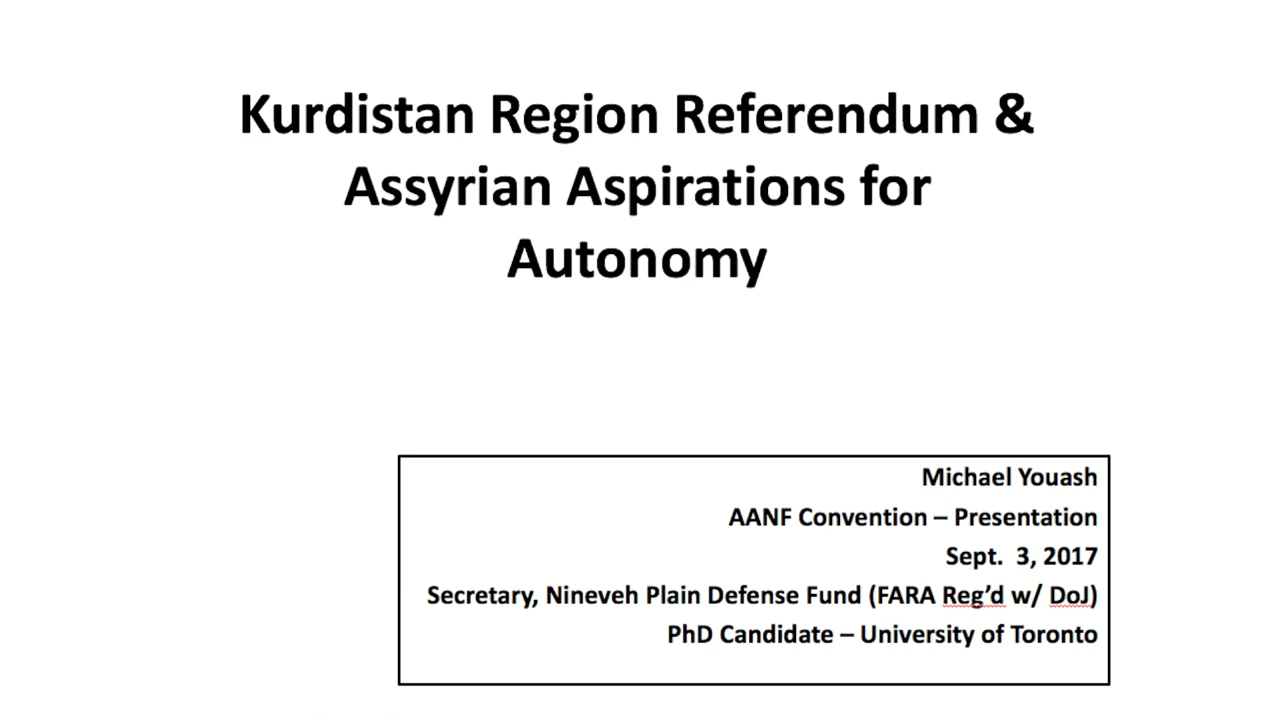 Kurdistan Region Referendum &
Assyrian Aspirations for
Autonomy
Michael Youash
AANF Convention – Presentation
Sept.  3, 2017
Secretary, Nineveh Plain Defense Fund (FARA Reg’d w/ DoJ)
PhD Candidate – University of Toronto